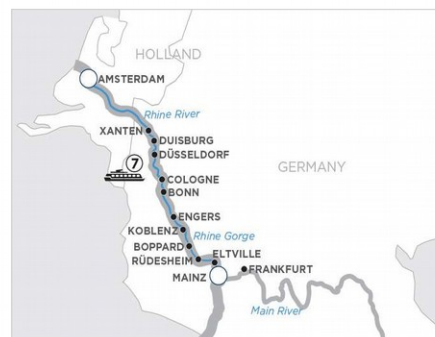 HOLLAND
AMSTERDAM
Rhine River
XANTEN
DUISBURG
DÜSSELDORF
7
GERMANY
COLOGNE
BONN
ENGERS
KOBLENZ
Rhine Gorge
BOPPARD
ELTVILLE
RÜDESHEIM
FRANKFURT
MAINZ
Main River